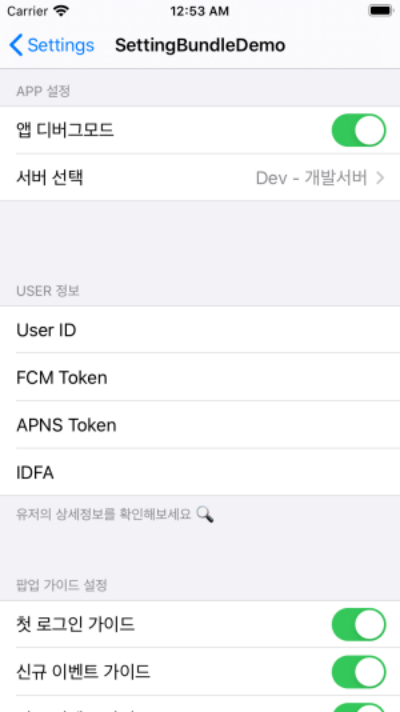 Carrier 12:53 AM
Settings SettingBundleDemo
APP 설정
앱 디버그모드
서버 선택 Dev - 개발서버
USER 정보
User ID
FCM Token
APNS Token
IDFA
유저의 상세정보를 확인해보세요 🔍
팝업 가이드 설정
첫 로그인 가이드
신규 이벤트 가이드